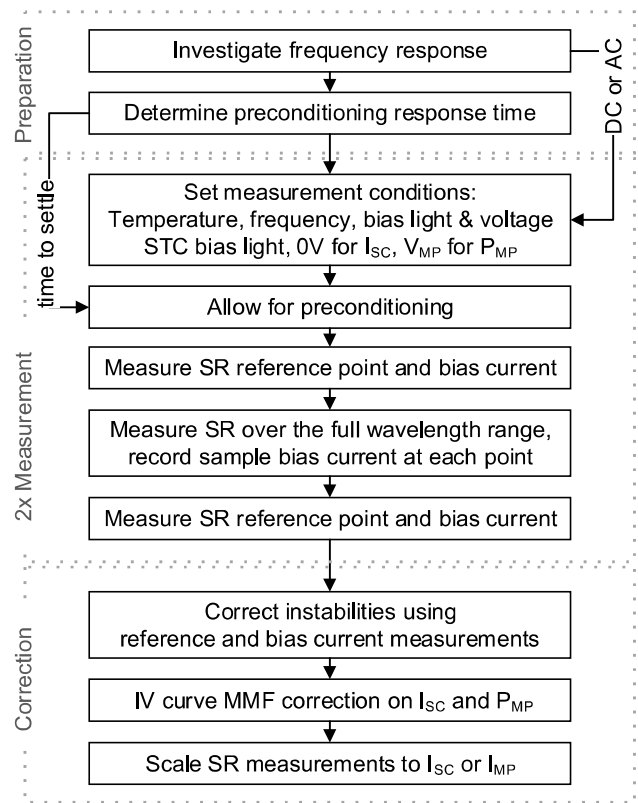 Preparation
Investigate frequency response
DC or AC
Determine preconditioning response time
time to settle
2x Measurement
Set measurement conditions:
Temperature, frequency, bias light & voltage
STC bias light, 0V for I_SC, V_MP for P_MP
Allow for preconditioning
Measure SR reference point and bias current
Measure SR over the full wavelength range,
record sample bias current at each point
Measure SR reference point and bias current
Correction
Correct instabilities using
reference and bias current measurements
IV curve MMF correction on I_SC and P_MP
Scale SR measurements to I_SC or I_MP